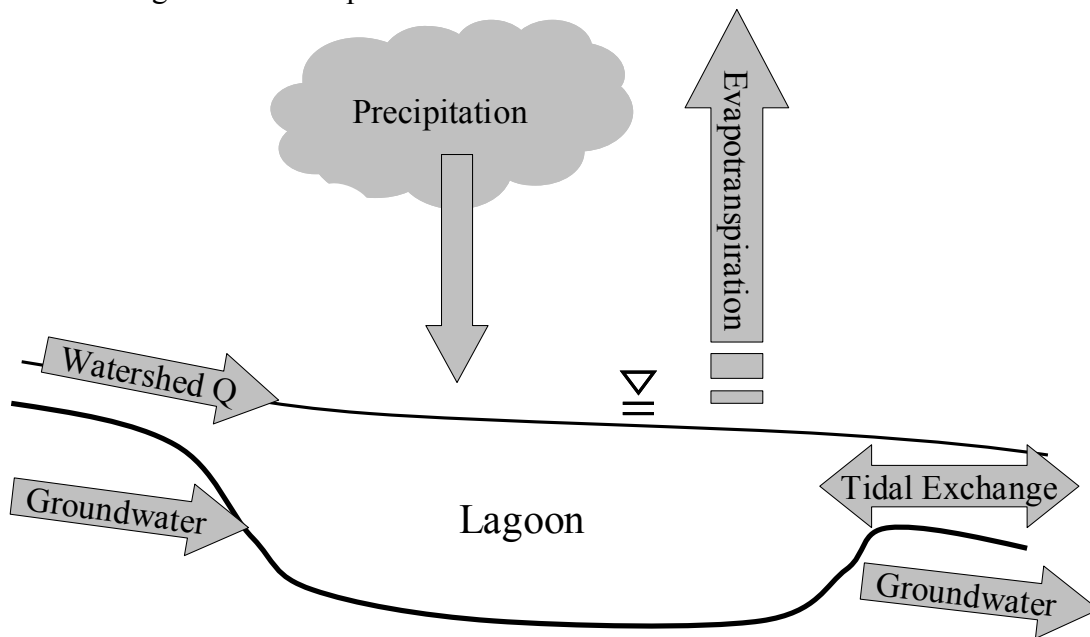 Precipitation
Evapotranspiration
Watershed Q
Groundwater
Lagoon
Tidal Exchange
Groundwater